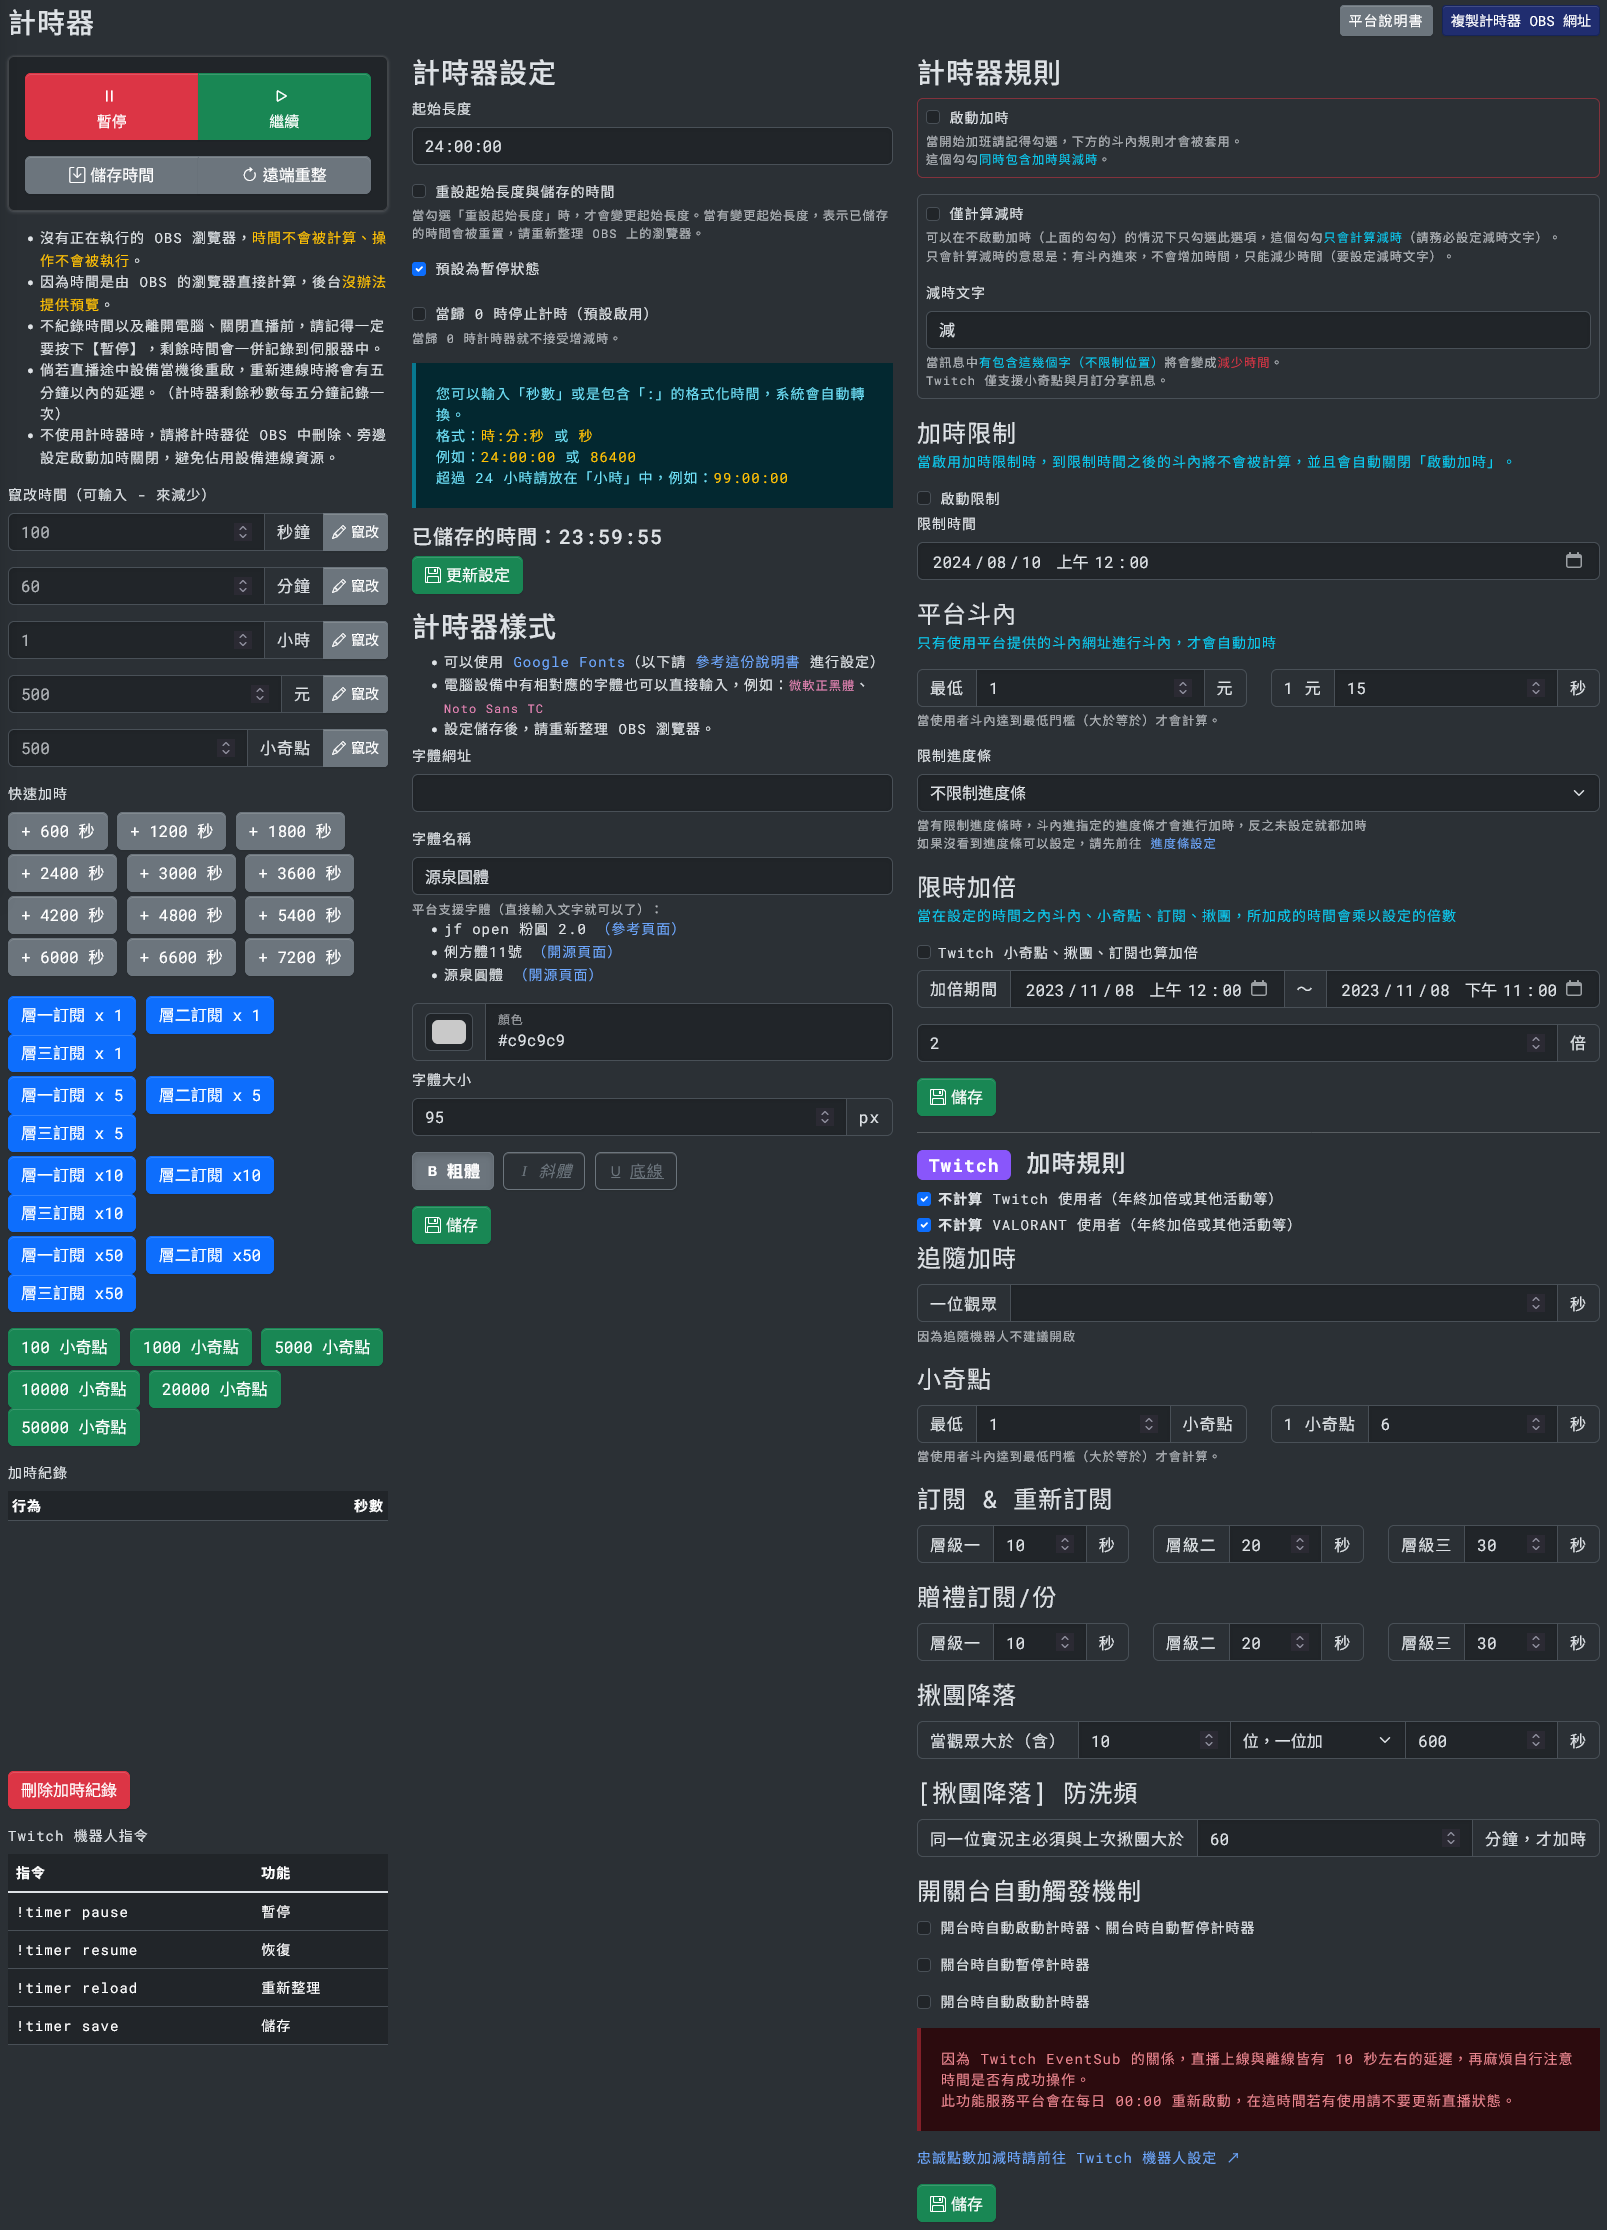 計時器
平台說明書
複製計時器 OBS 網址
暫停
繼續
儲存時間
遠端重整
沒有正在執行的 OBS 瀏覽器，時間不會被計算、操
作不會被執行。
因為時間是由 OBS 的瀏覽器直接計算，後台沒辦法
提供預覽。
不紀錄時間以及離開電腦、關閉直播前，請記得一定
要按下【暫停】，剩餘時間會一併記錄到伺服器中。
倘若直播途中設備當機後重啟，重新連線時將會有五
分鐘以內的延遲。（計時器剩餘秒數每五分鐘記錄一
次）
不使用計時器時，請將計時器從 OBS 中刪除、旁邊
設定啟動加時關閉，避免佔用設備連線資源。
竄改時間（可輸入 - 來減少）
100 秒鐘 竄改
60 分鐘 竄改
1 小時 竄改
500 元 竄改
500 小奇點 竄改
快速加時
+ 600 秒 + 1200 秒 + 1800 秒
+ 2400 秒 + 3000 秒 + 3600 秒
+ 4200 秒 + 4800 秒 + 5400 秒
+ 6000 秒 + 6600 秒 + 7200 秒
層一訂閱 x 1 層二訂閱 x 1
層三訂閱 x 1
層一訂閱 x 5 層二訂閱 x 5
層三訂閱 x 5
層一訂閱 x10 層二訂閱 x10
層三訂閱 x10
層一訂閱 x50 層二訂閱 x50
層三訂閱 x50
100 小奇點 1000 小奇點 5000 小奇點
10000 小奇點 20000 小奇點
50000 小奇點
加時紀錄
行為 秒數
刪除加時紀錄
Twitch 機器人指令
指令 功能
!timer pause 暫停
!timer resume 恢復
!timer reload 重新整理
!timer save 儲存
計時器設定
起始長度
24:00:00
重設起始長度與儲存的時間
當勾選「重設起始長度」時，才會變更起始長度。當有變更起始長度，表示已儲存
的時間會被重置，請重新整理 OBS 上的瀏覽器。
預設為暫停狀態
當歸 0 時停止計時（預設啟用）
當歸 0 時計時器就不接受增減時。
您可以輸入「秒數」或是包含「:」的格式化時間，系統會自動轉
換。
格式：時:分:秒 或 秒
例如：24:00:00 或 86400
超過 24 小時請放在「小時」中，例如：99:00:00
已儲存的時間：23:59:55
更新設定
計時器樣式
可以使用 Google Fonts（以下請 參考這份說明書 進行設定）
電腦設備中有相對應的字體也可以直接輸入，例如：微軟正黑體、
Noto Sans TC
設定儲存後，請重新整理 OBS 瀏覽器。
字體網址
字體名稱
源泉圓體
平台支援字體（直接輸入文字就可以了）：
jf open 粉圓 2.0 （參考頁面）
俐方體11號 （開源頁面）
源泉圓體 （開源頁面）
顏色
#c9c9c9
字體大小
95 px
B 粗體 I 斜體 U 底線
儲存
計時器規則
啟動加時
當開始加班請記得勾選，下方的斗內規則才會被套用。
這個勾勾同時包含加時與減時。
僅計算減時
可以在不啟動加時（上面的勾勾）的情況下只勾選此選項，這個勾勾只會計算減時（請務必設定減時文字）。
只會計算減時的意思是：有斗內進來，不會增加時間，只能減少時間（要設定減時文字）。
減時文字
減
當訊息中有包含這幾個字（不限制位置）將會變成減少時間。
Twitch 僅支援小奇點與月訂分享訊息。
加時限制
當啟用加時限制時，到限制時間之後的斗內將不會被計算，並且會自動關閉「啟動加時」。
啟動限制
限制時間
2024/08/10 上午 12:00
平台斗內
只有使用平台提供的斗內網址進行斗內，才會自動加時
最低 1 元 1 元 15 秒
當使用者斗內達到最低門檻（大於等於）才會計算。
限制進度條
不限制進度條
當有限制進度條時，斗內進指定的進度條才會進行加時，反之未設定就都加時
如果沒看到進度條可以設定，請先前往 進度條設定
限時加倍
當在設定的時間之內斗內、小奇點、訂閱、揪團，所加成的時間會乘以設定的倍數
Twitch 小奇點、揪團、訂閱也算加倍
加倍期間 2023/11/08 上午 12:00 ～ 2023/11/08 下午 11:00
2 倍
儲存
Twitch 加時規則
不計算 Twitch 使用者（年終加倍或其他活動等）
不計算 VALORANT 使用者（年終加倍或其他活動等）
追隨加時
一位觀眾 秒
因為追隨機器人不建議開啟
小奇點
最低 1 小奇點 1 小奇點 6 秒
當使用者斗內達到最低門檻（大於等於）才會計算。
訂閱 & 重新訂閱
層級一 10 秒 層級二 20 秒 層級三 30 秒
贈禮訂閱/份
層級一 10 秒 層級二 20 秒 層級三 30 秒
揪團降落
當觀眾大於（含） 10 位，一位加 600 秒
[揪團降落] 防洗頻
同一位實況主必須與上次揪團大於 60 分鐘，才加時
開關台自動觸發機制
開台時自動啟動計時器、關台時自動暫停計時器
關台時自動暫停計時器
開台時自動啟動計時器
因為 Twitch EventSub 的關係，直播上線與離線皆有 10 秒左右的延遲，再麻煩自行注意
時間是否有成功操作。
此功能服務平台會在每日 00:00 重新啟動，在這時間若有使用請不要更新直播狀態。
忠誠點數加減時請前往 Twitch 機器人設定 ↗
儲存